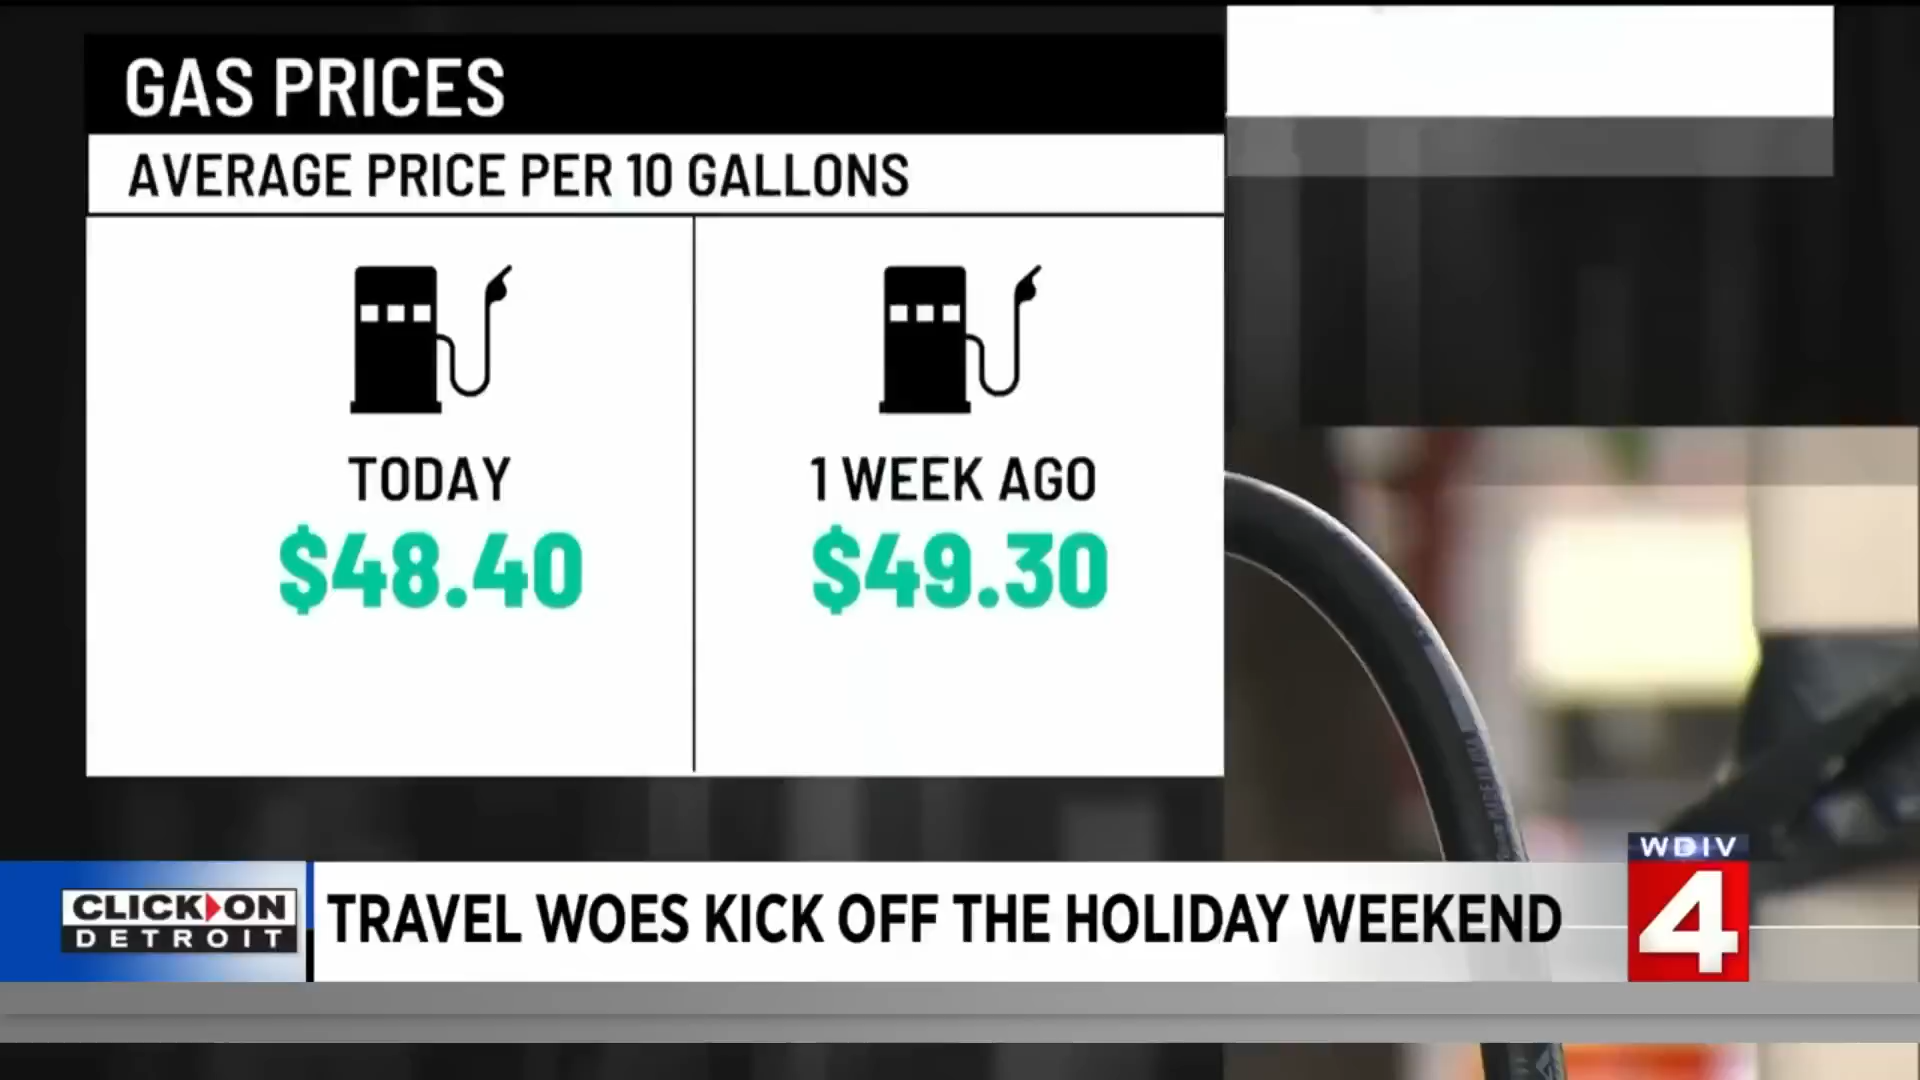 GAS PRICES
AVERAGE PRICE PER 10 GALLONS
TODAY
$48.40
1 WEEK AGO
$49.30
CLICK ON
DETROIT
TRAVEL WOES KICK OFF THE HOLIDAY WEEKEND
WDIV
4